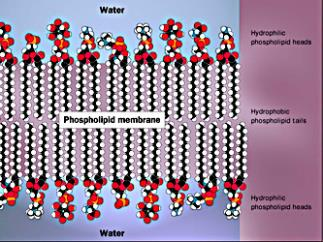 Water
Hydrophilic
phospholipid heads
Hydrophobic
phospholipid tails
Phospholipid membrane
Hydrophilic
phospholipid heads
Water